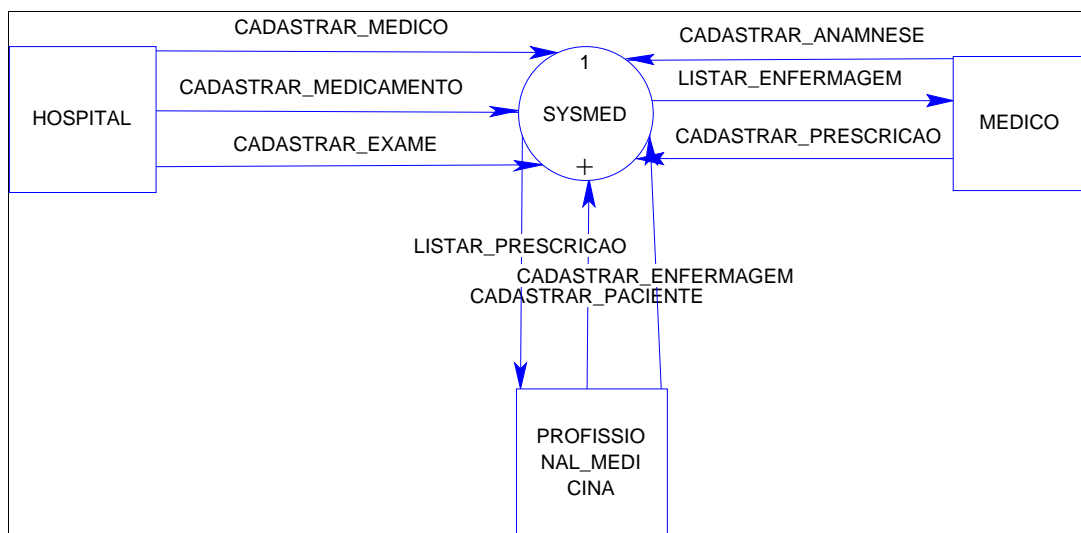 CADASTRAR_MEDICO
CADASTRAR_ANAMNESE
1
CADASTRAR_MEDICAMENTO
LISTAR_ENFERMAGEM
HOSPITAL
SYSMED
MEDICO
CADASTRAR_EXAME
CADASTRAR_PRESCRICAO
+
LISTAR_PRESCRICAO
CADASTRAR_ENFERMAGEM
CADASTRAR_PACIENTE
PROFISSIO
NAL_MEDI
CINA